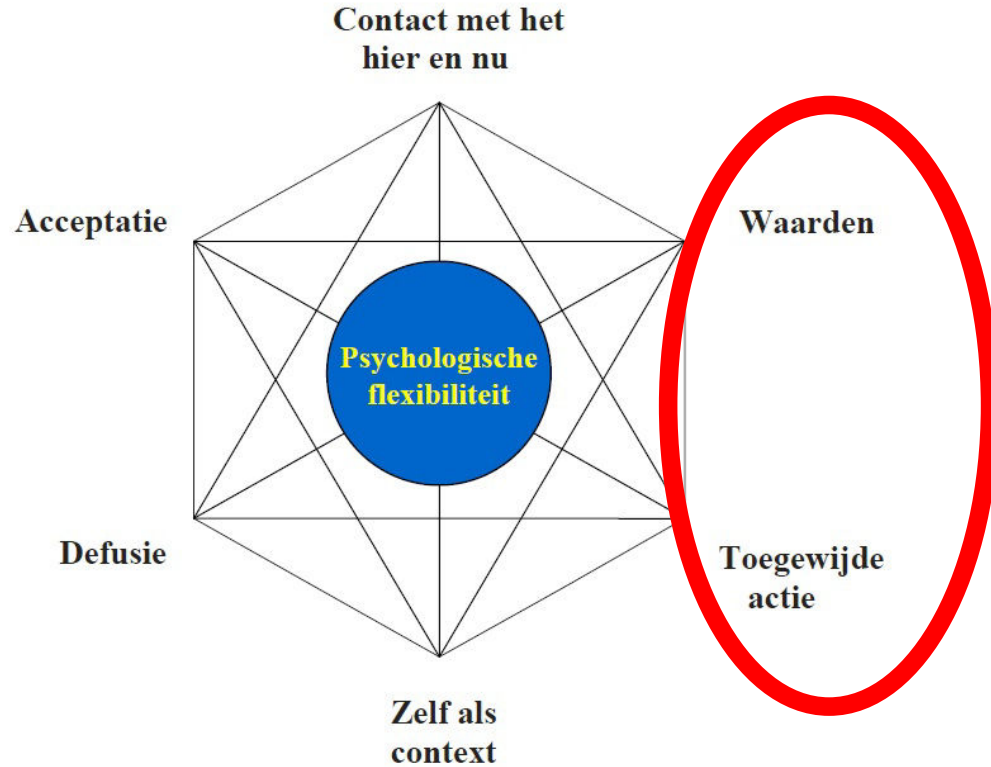 Contact met het
hier en nu
Acceptatie
Waarden
Psychologische
flexibiliteit
Defusie
Toegewijde
actie
Zelf als
context